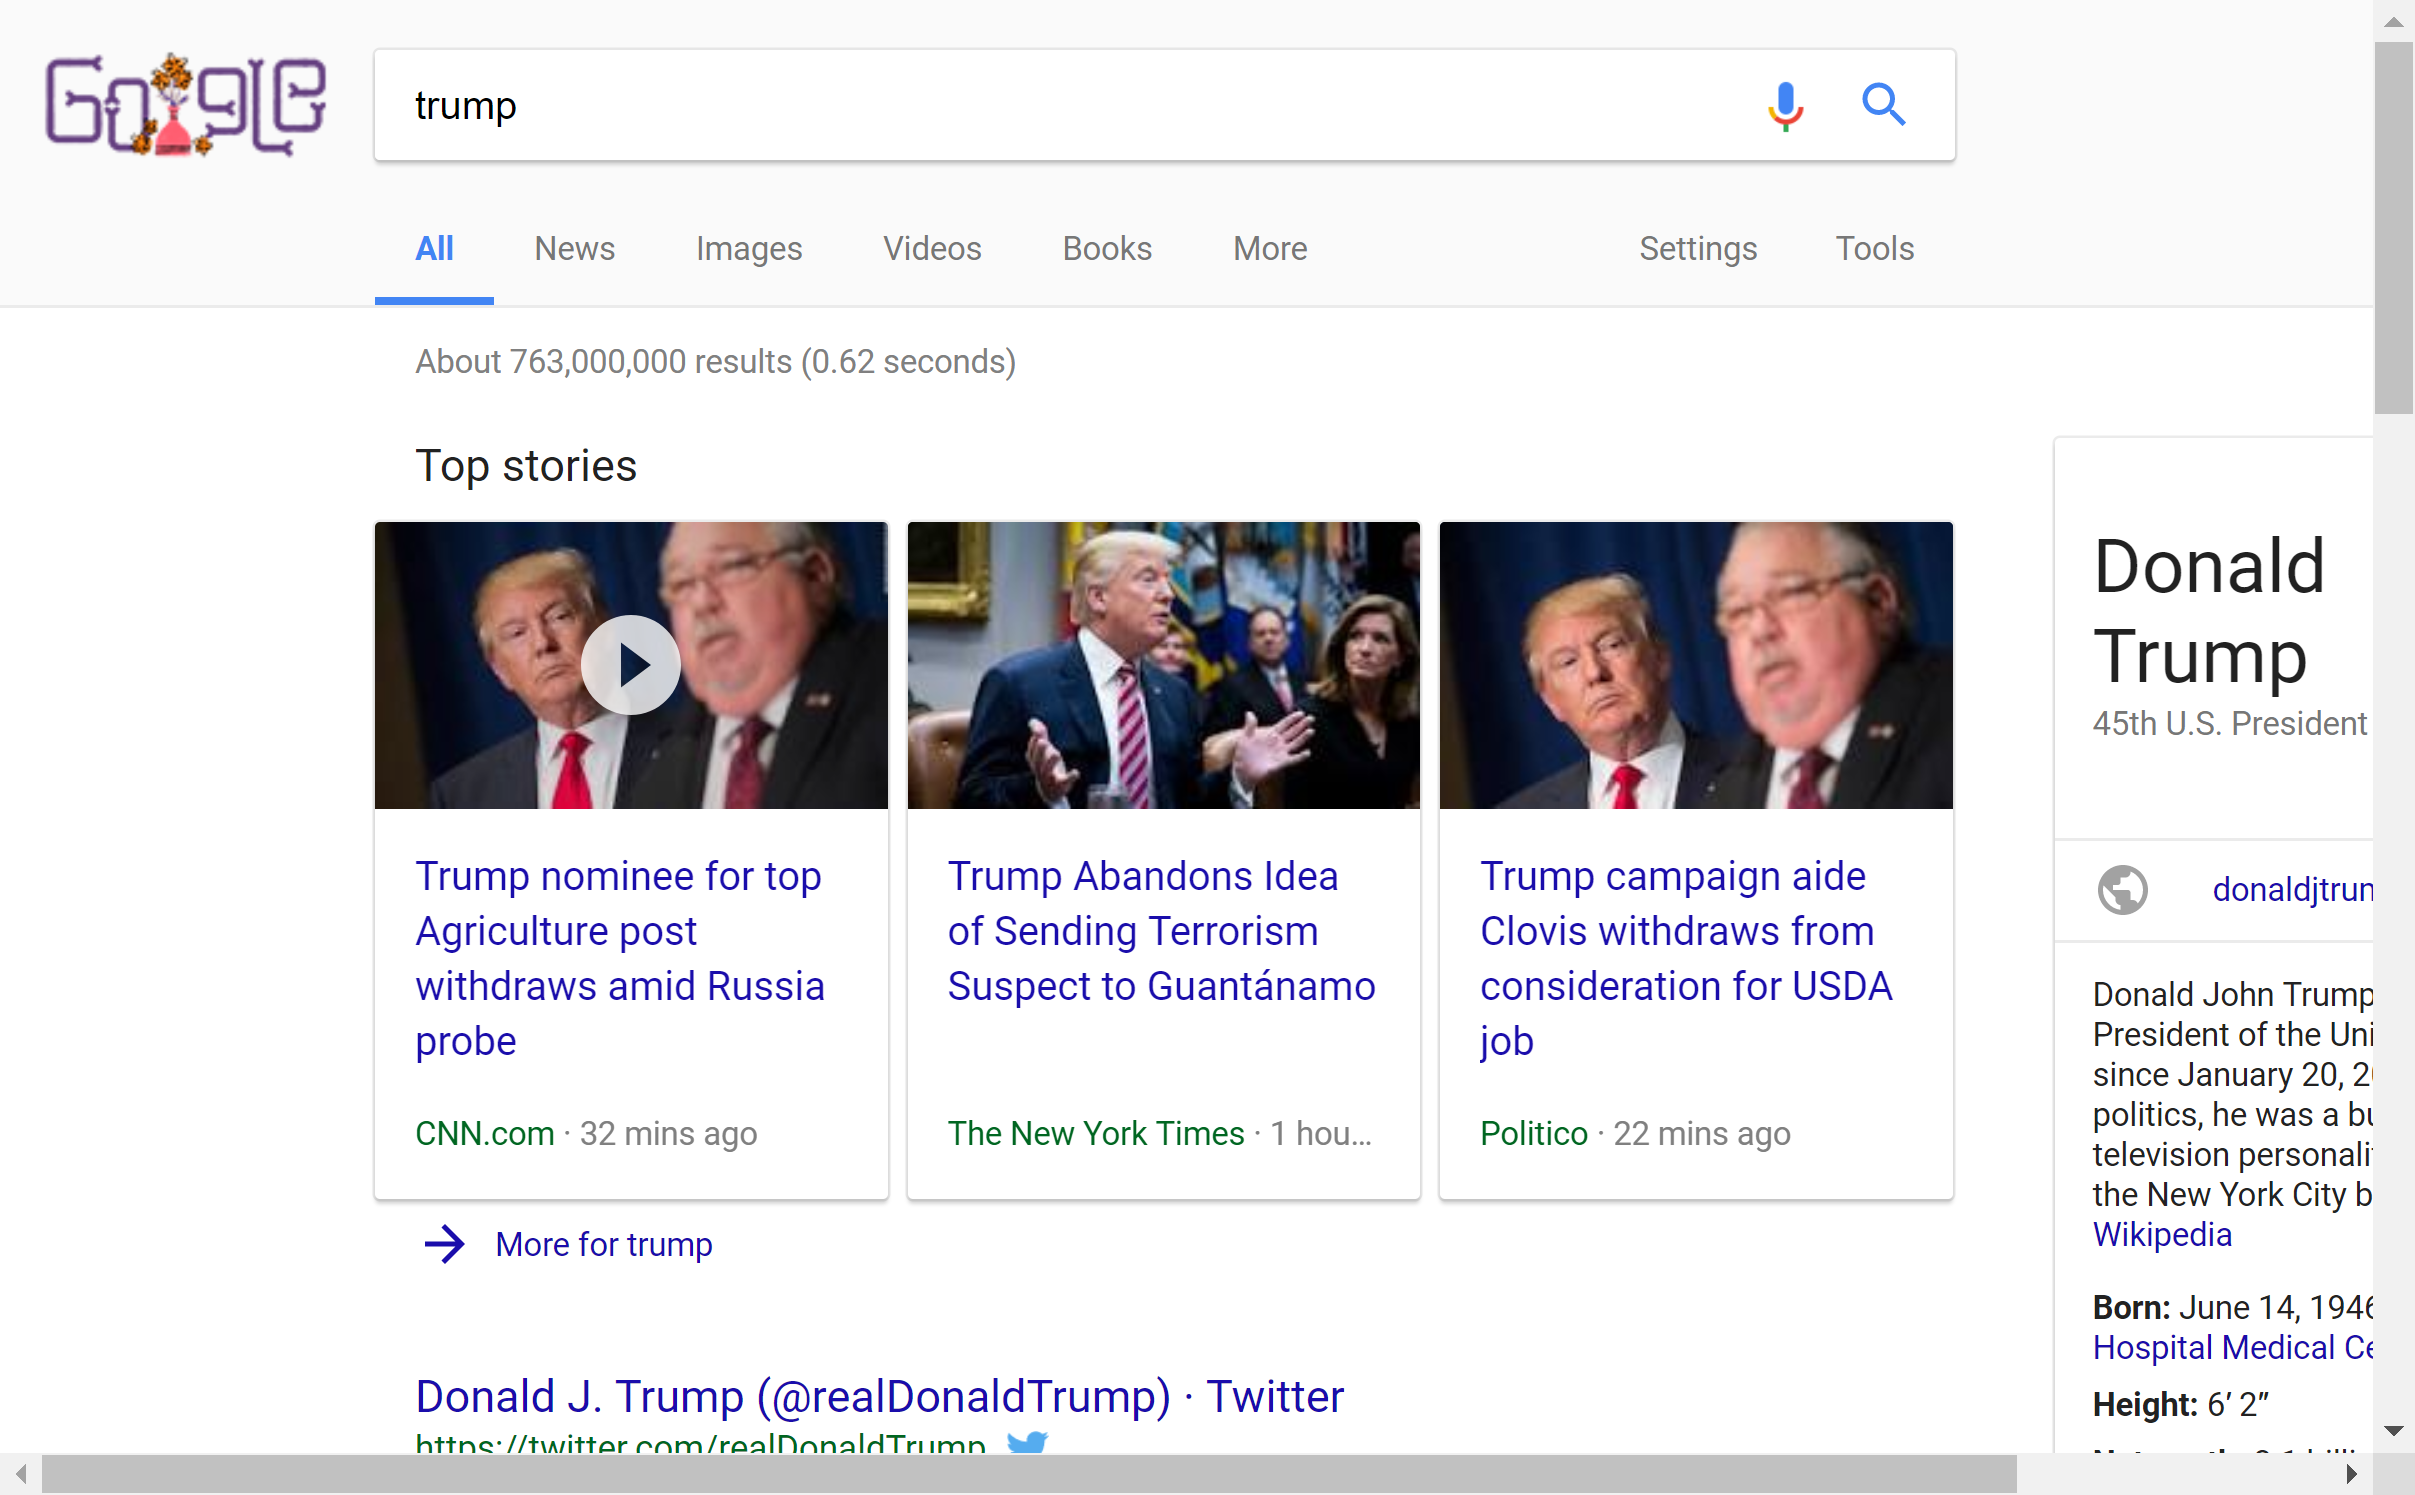 Google
trump
All News Images Videos Books More Settings Tools
About 763,000,000 results (0.62 seconds)
Top stories
Trump nominee for top
Agriculture post
withdraws amid Russia
probe
CNN.com · 32 mins ago
Trump Abandons Idea
of Sending Terrorism
Suspect to Guantánamo
The New York Times · 1 hou...
Trump campaign aide
Clovis withdraws from
consideration for USDA
job
Politico · 22 mins ago
More for trump
Donald J. Trump (@realDonaldTrump) · Twitter
https://twitter.com/realDonaldTrump
Donald
Trump
45th U.S. President
donaldjtrum
Donald John Trump
President of the Uni
since January 20, 2
politics, he was a bu
television personali
the New York City b
Wikipedia
Born: June 14, 1946
Hospital Medical Ce
Height: 6′ 2″